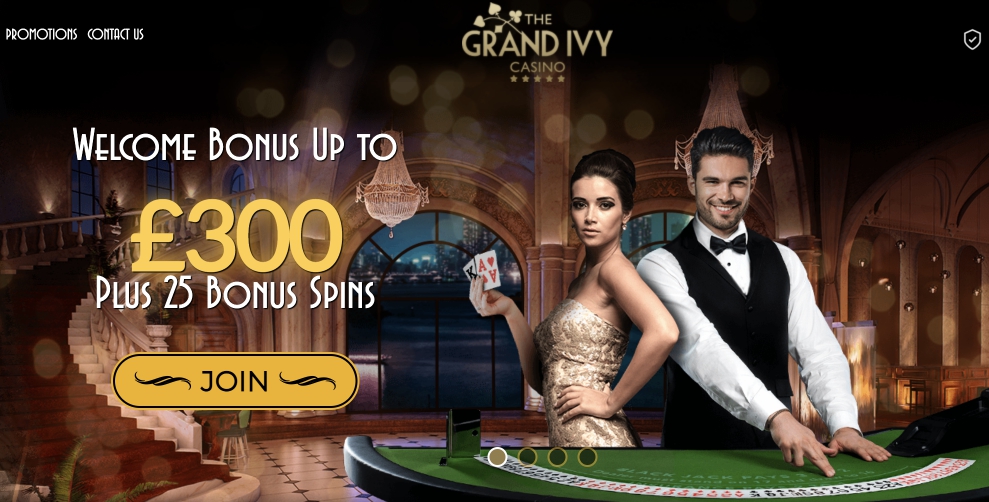 PROMOTIONS CONTACT US
THE
GRAND IVY
CASINO
WELCOME BONUS UP TO
£300
PLUS 25 BONUS SPINS
JOIN
K A
A